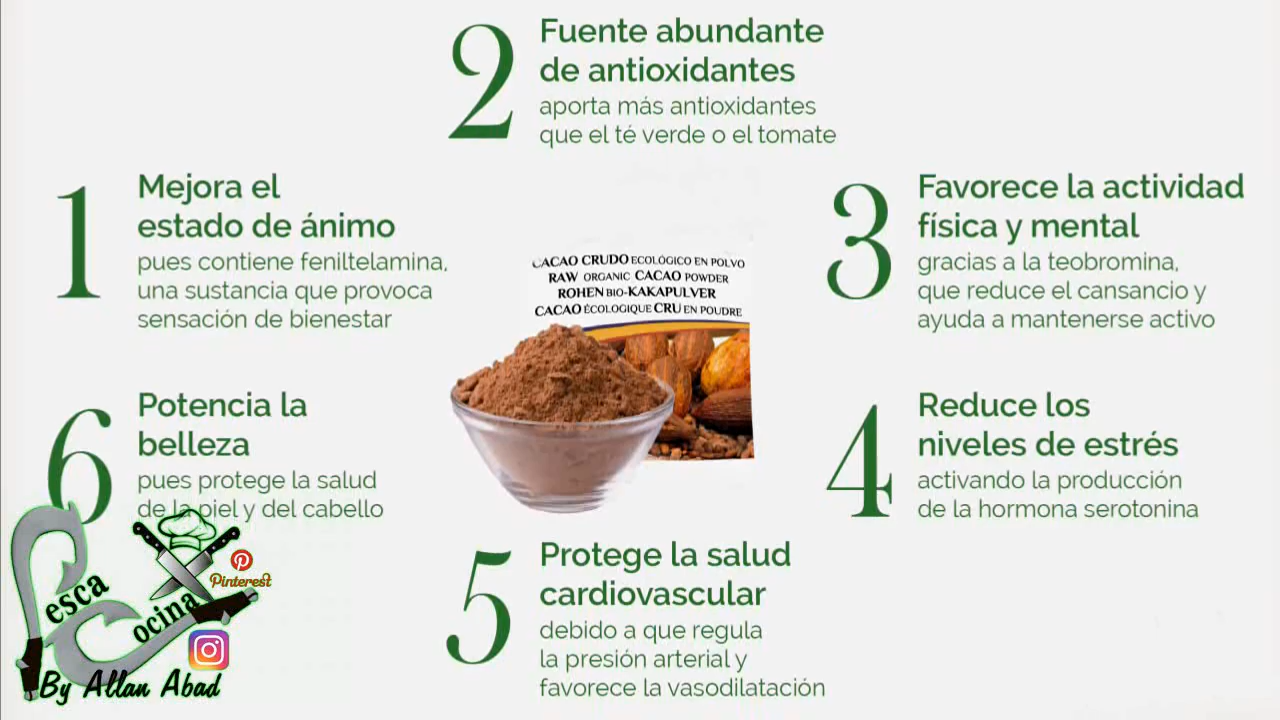 1
Mejora el
estado de ánimo
pues contiene feniltelamina,
una sustancia que provoca
sensación de bienestar
2
Fuente abundante
de antioxidantes
aporta más antioxidantes
que el té verde o el tomate
3
Favorece la actividad
física y mental
gracias a la teobromina,
que reduce el cansancio y
ayuda a mantenerse activo
4
Reduce los
niveles de estrés
activando la producción
de la hormona serotonina
5
Protege la salud
cardiovascular
debido a que regula
la presión arterial y
favorece la vasodilatación
6
Potencia la
belleza
pues protege la salud
de la piel y del cabello
CACAO CRUDO ECOLÓGICO EN POLVO
RAW ORGANIC CACAO POWDER
ROHEN BIO-KAKAPULVER
CACAO ÉCOLOGIQUE CRU EN POUDRE
Pinterest
esca
ocina
By Allan Abad